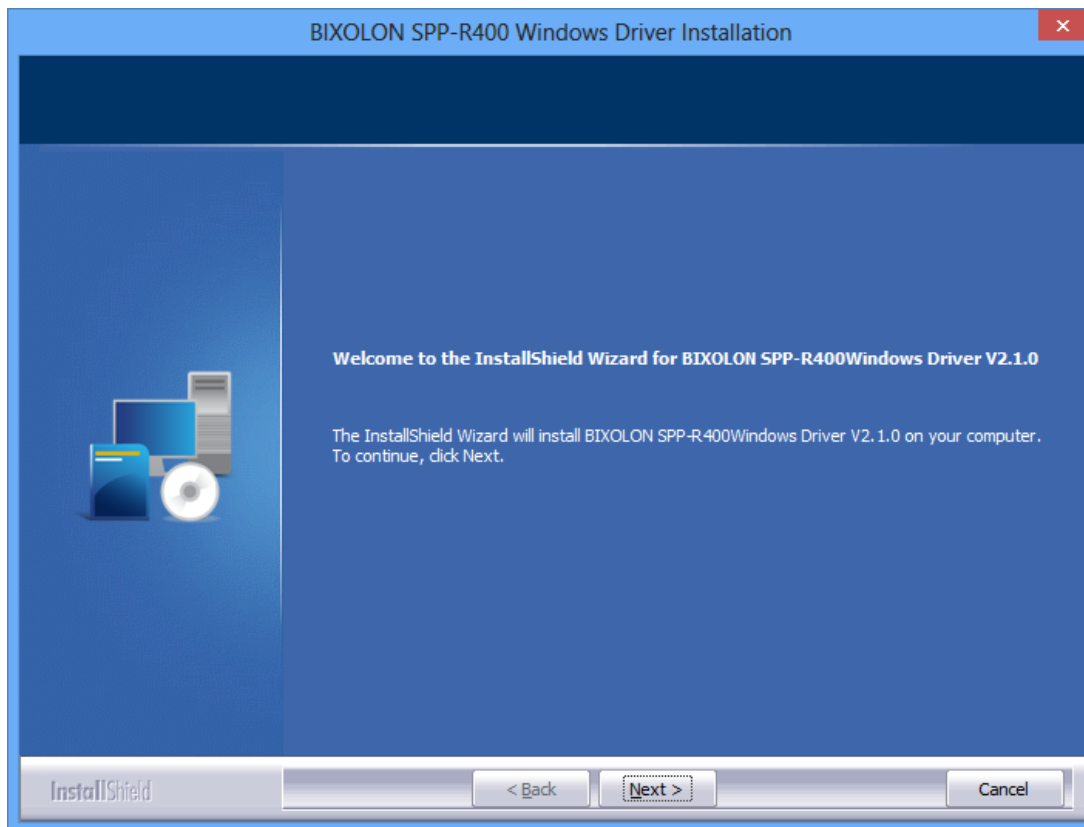 BIXOLON SPP-R400 Windows Driver Installation
Welcome to the InstallShield Wizard for BIXOLON SPP-R400Windows Driver V2.1.0
The InstallShield Wizard will install BIXOLON SPP-R400Windows Driver V2.1.0 on your computer.
To continue, click Next.
InstallShield
< Back
Next >
Cancel